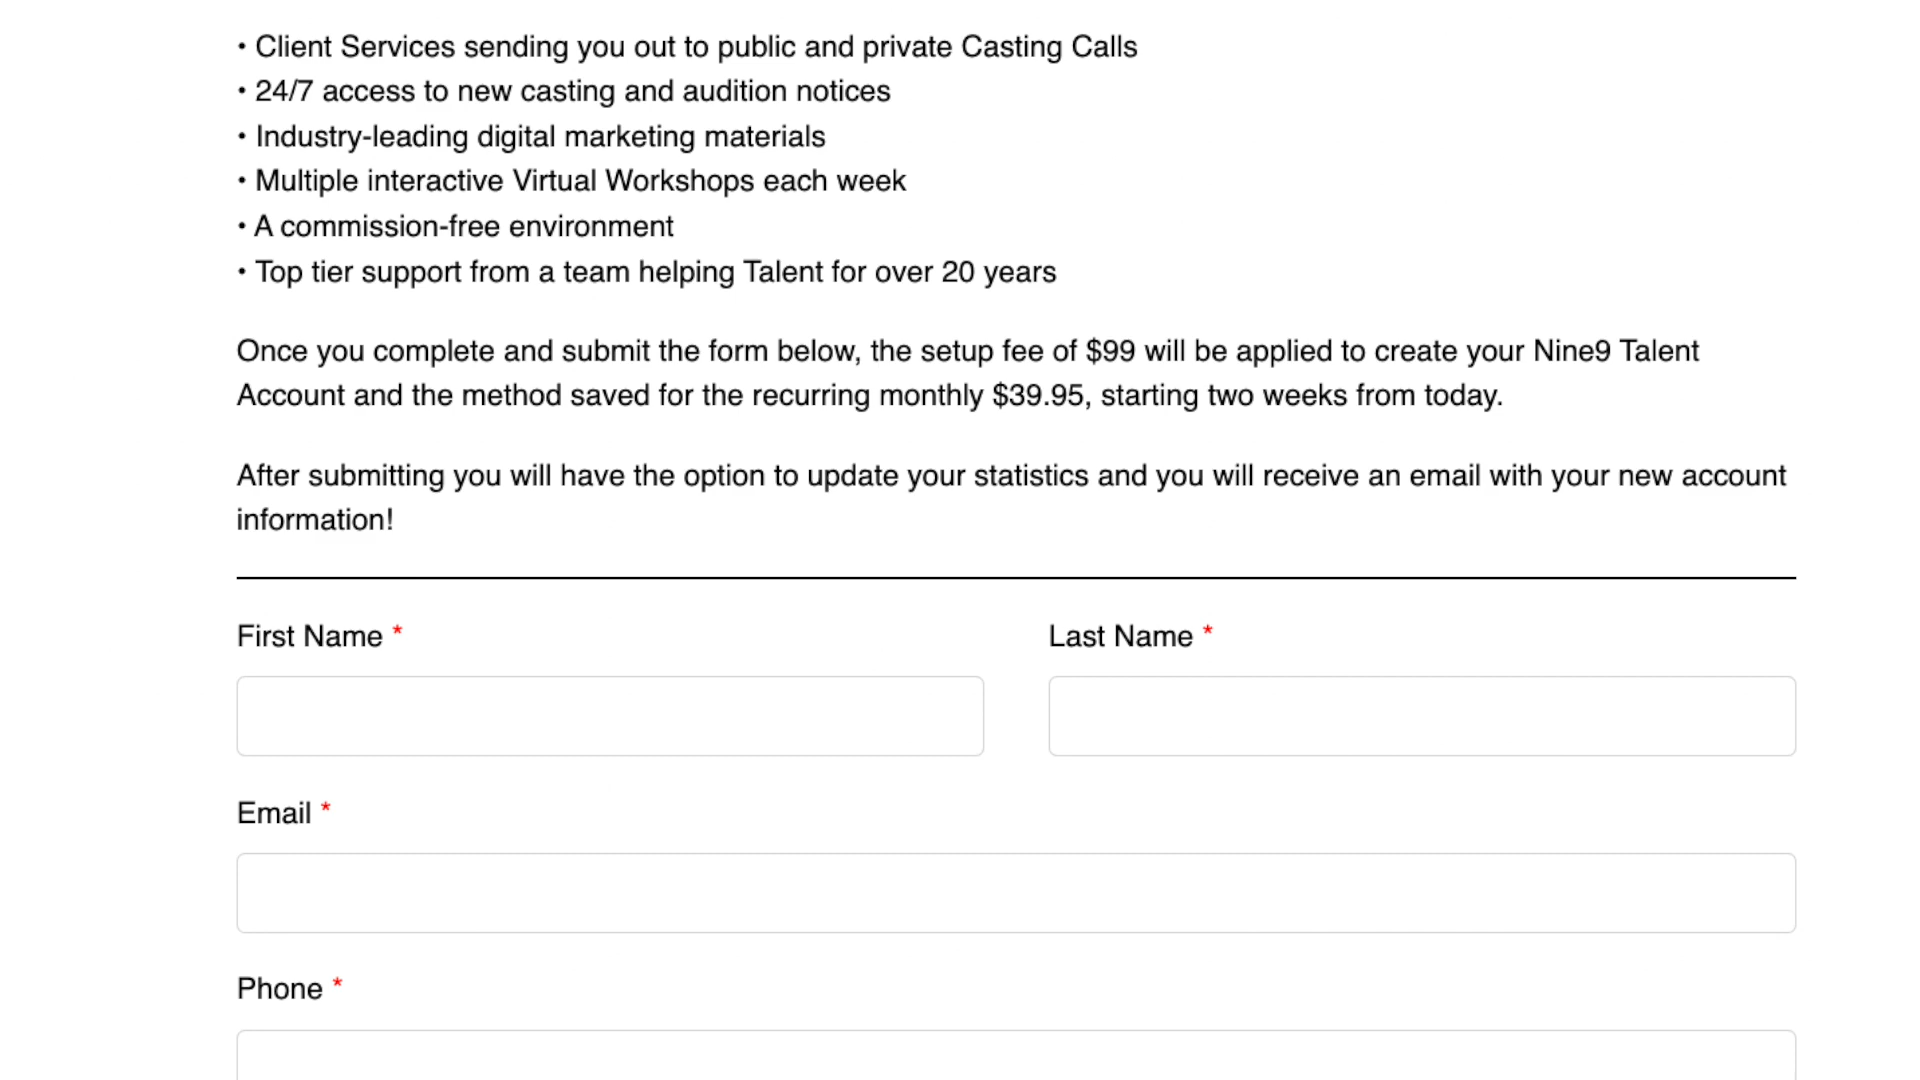 • Client Services sending you out to public and private Casting Calls
• 24/7 access to new casting and audition notices
• Industry-leading digital marketing materials
• Multiple interactive Virtual Workshops each week
• A commission-free environment
• Top tier support from a team helping Talent for over 20 years
Once you complete and submit the form below, the setup fee of $99 will be applied to create your Nine9 Talent
Account and the method saved for the recurring monthly $39.95, starting two weeks from today.
After submitting you will have the option to update your statistics and you will receive an email with your new account
information!
First Name *
Last Name *
Email *
Phone *